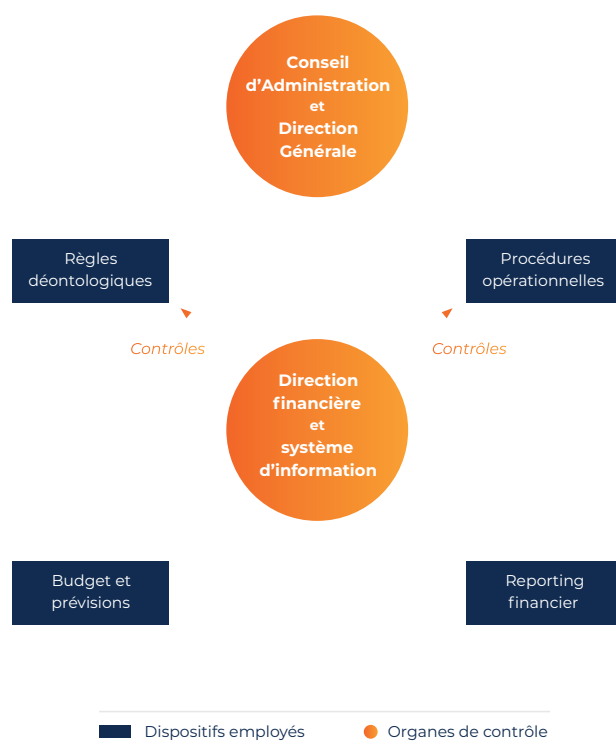 Conseil
d’Administration
et
Direction
Générale
Règles
déontologiques
Procédures
opérationnelles
Contrôles
Contrôles
Direction
financière
et
système
d’information
Budget et
prévisions
Reporting
financier
Dispositifs employés
Organes de contrôle